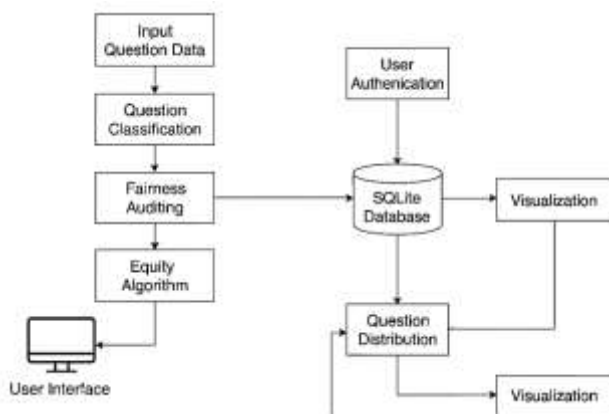 Input
Question Data
Question
Classification
Fairness
Auditing
Equity
Algorithm
User Interface
User
Authenication
SQLite
Database
Visualization
Question
Distribution
Visualization